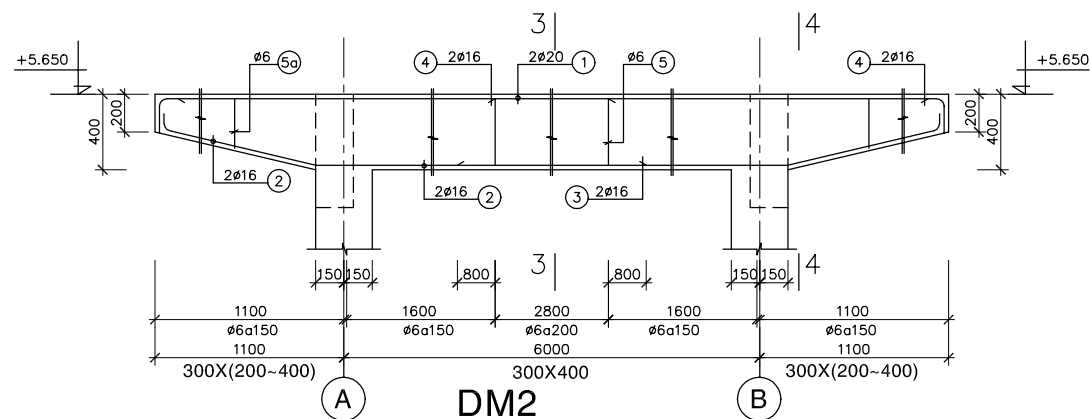 3 4
+5.650 ø6 5a 4 2ø16 2ø20 1 ø6 5 2ø16 4 +5.650
200 400 200 400
2ø16 2 2ø16 2 3 2ø16
150 150 800 3 800 150 150 4
1100 1600 2800 1600 1100
ø6a150 ø6a150 ø6a200 ø6a150 ø6a150
1100 6000 1100
300X(200~400) 300X400 300X(200~400)
A DM2 B